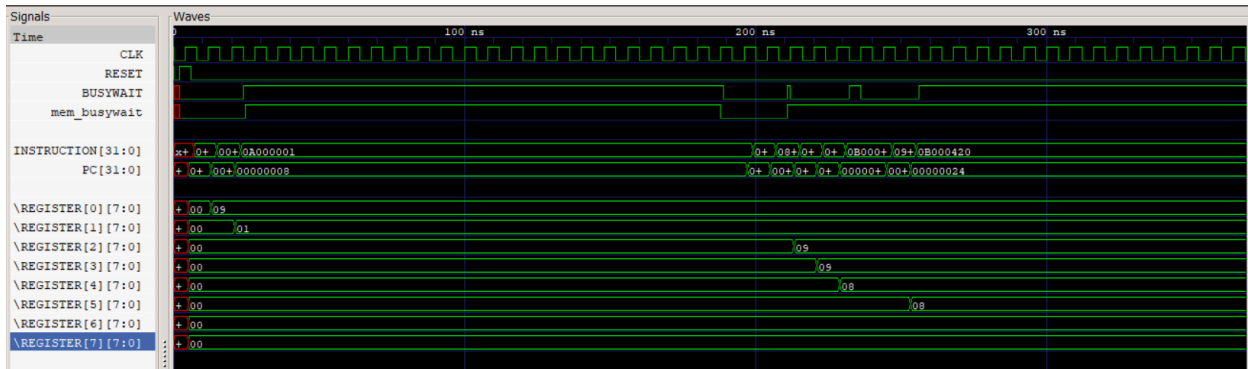 Signals Waves
Time 0 100 ns 200 ns 300 ns
CLK
RESET
BUSYWAIT
mem_busywait
INSTRUCTION[31:0] x+ 0+ 00+ 0A000001 0+ 08+ 0+ 0+ 0B000+ 09+ 0B000420
PC[31:0] + 0+ 00+ 00000008 0+ 00+ 0+ 0+ 00000+ 00+ 00000024
\REGISTER[0][7:0] + 00 09
\REGISTER[1][7:0] + 00 01
\REGISTER[2][7:0] + 00 09
\REGISTER[3][7:0] + 00 09
\REGISTER[4][7:0] + 00 08
\REGISTER[5][7:0] + 00 08
\REGISTER[6][7:0] + 00
\REGISTER[7][7:0] + 00